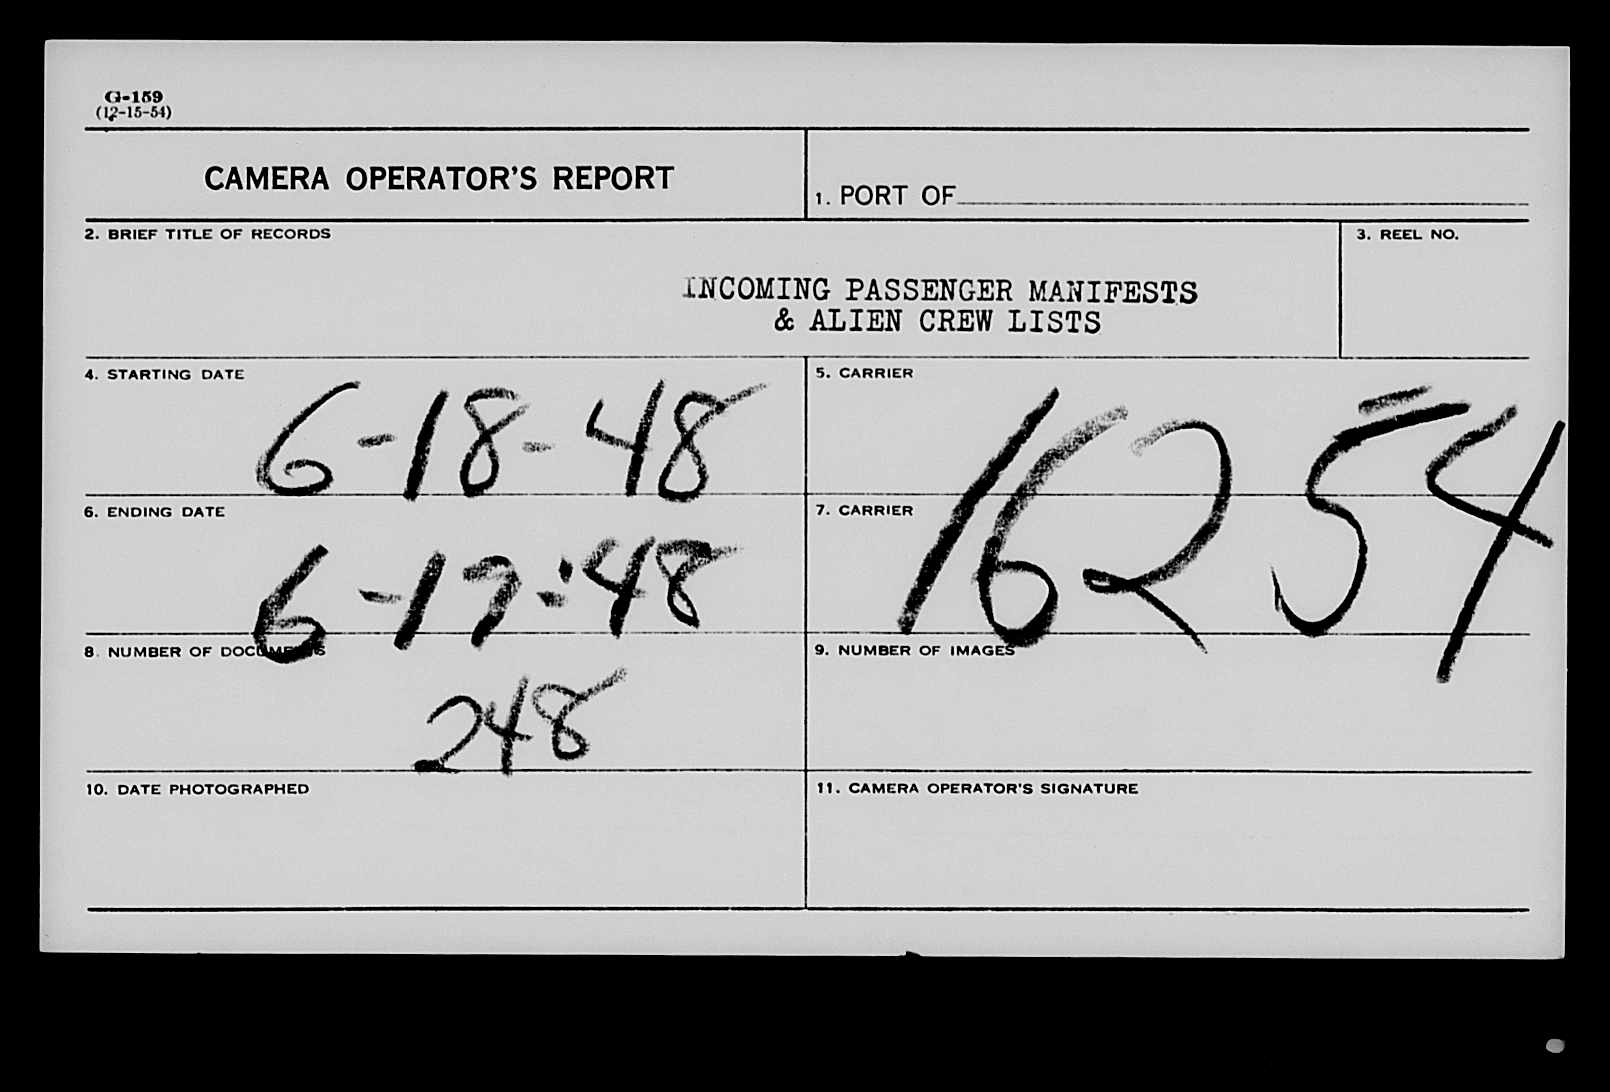 G-159
(12-15-54)
CAMERA OPERATOR'S REPORT
1. PORT OF
2. BRIEF TITLE OF RECORDS
3. REEL NO.
INCOMING PASSENGER MANIFESTS
& ALIEN CREW LISTS
4. STARTING DATE
6-18-48
5. CARRIER
16254
6. ENDING DATE
6-17-48
7. CARRIER
8. NUMBER OF DOCUMENTS
248
9. NUMBER OF IMAGES
10. DATE PHOTOGRAPHED
11. CAMERA OPERATOR'S SIGNATURE